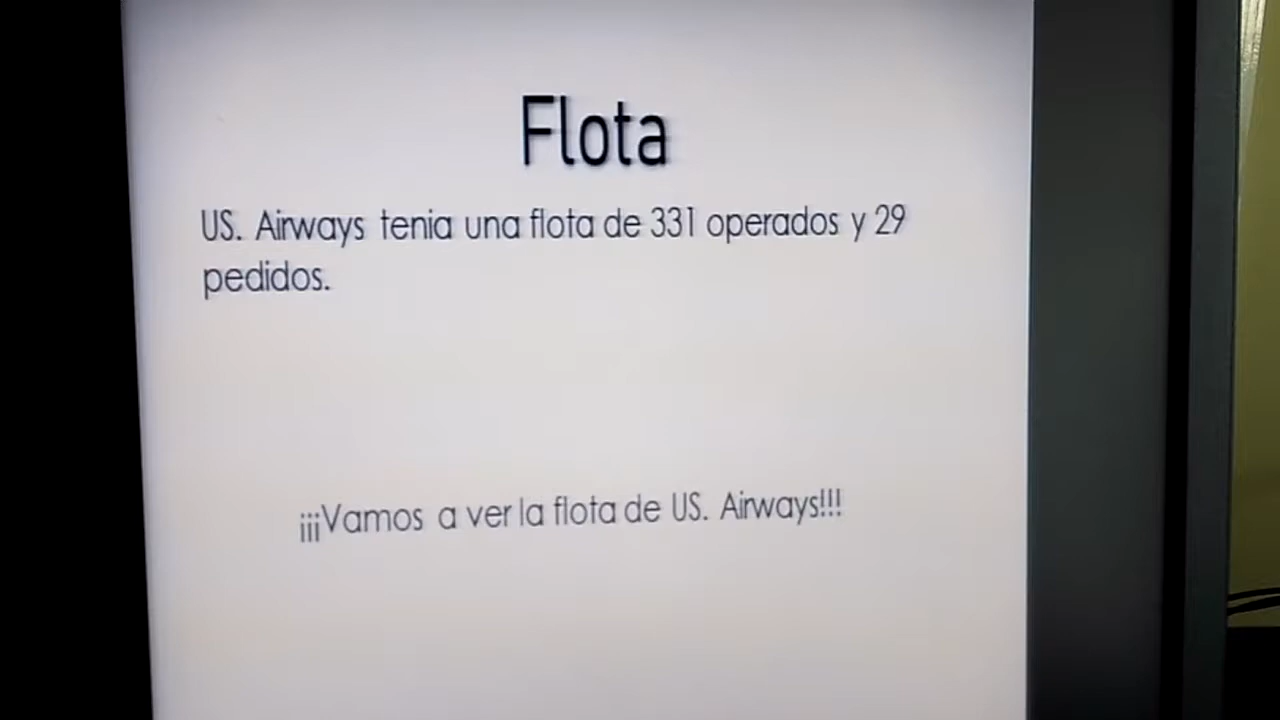 Flota
US. Airways tenia una flota de 331 operados y 29
pedidos.
¡¡¡Vamos a ver la flota de US. Airways!!!